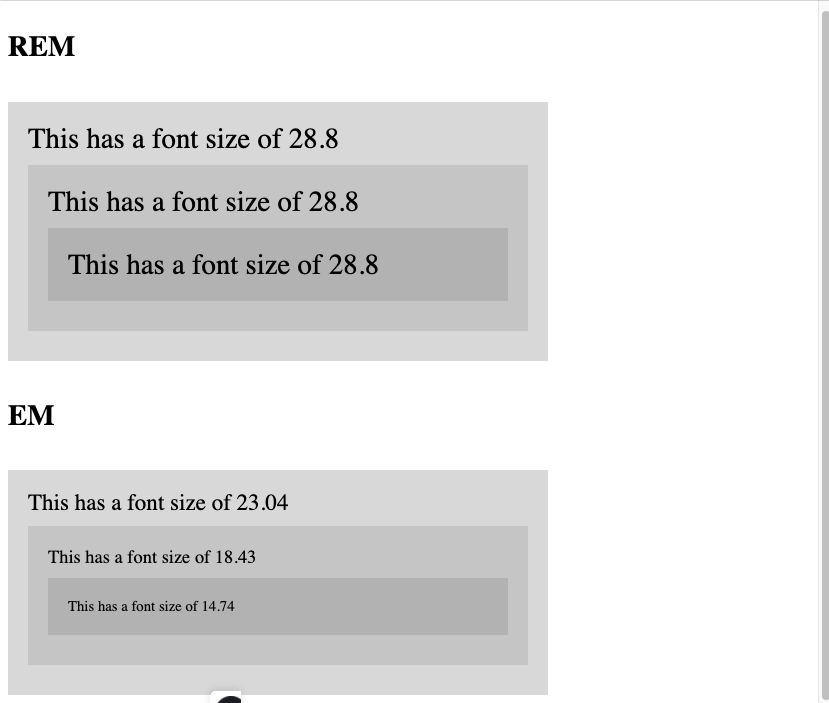 REM
This has a font size of 28.8
This has a font size of 28.8
This has a font size of 28.8
EM
This has a font size of 23.04
This has a font size of 18.43
This has a font size of 14.74